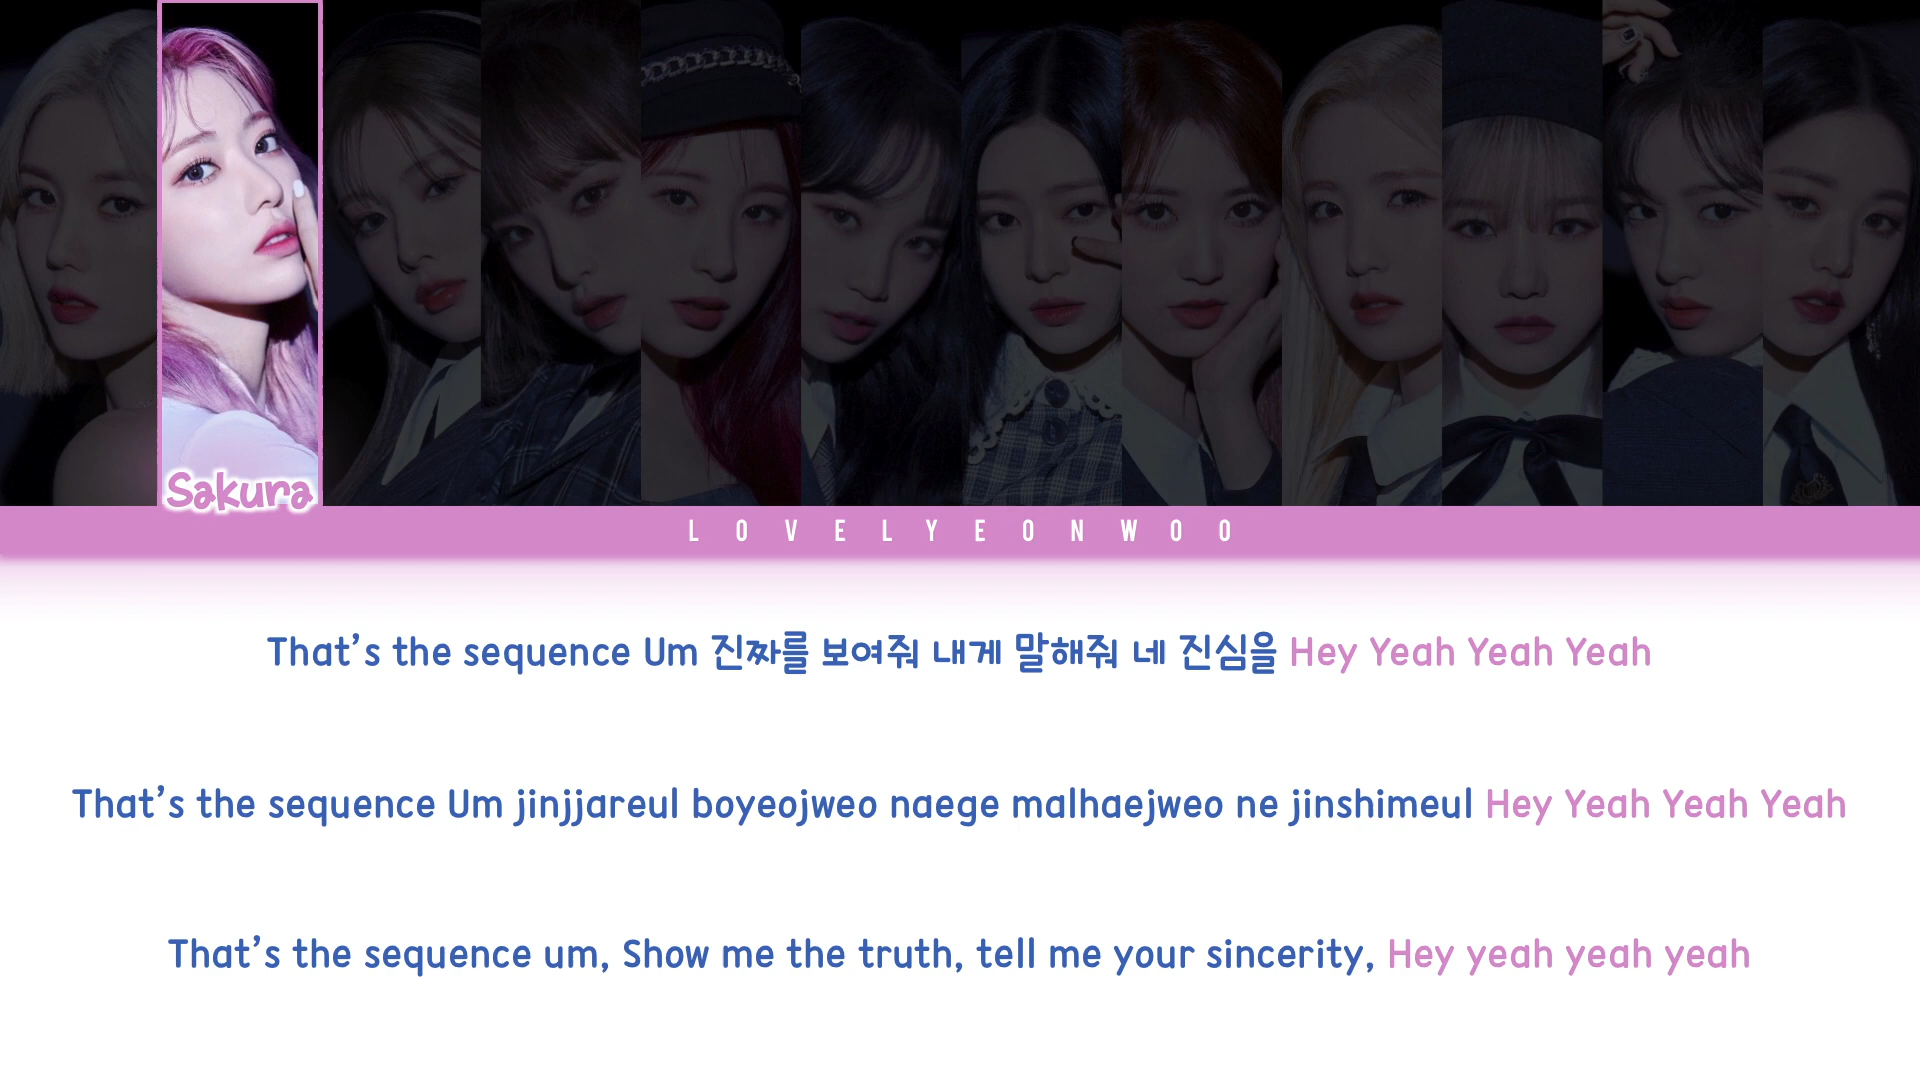 Sakura
LOVELYEONWOO
That’s the sequence Um 진짜를 보여줘 내게 말해줘 네 진심을 Hey Yeah Yeah Yeah
That’s the sequence Um jinjjareul boyeojweo naege malhaejweo ne jinshimeul Hey Yeah Yeah Yeah
That’s the sequence um, Show me the truth, tell me your sincerity, Hey yeah yeah yeah